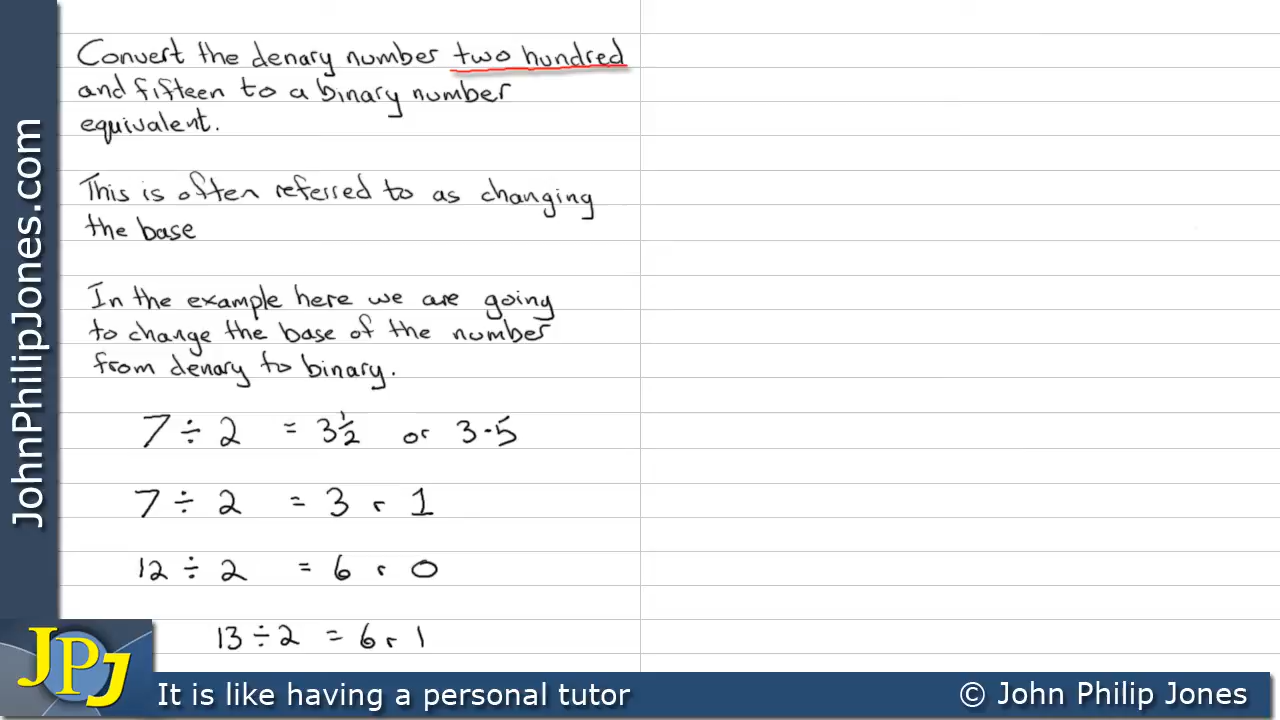 Convert the denary number two hundred
and fifteen to a binary number
equivalent.
This is often referred to as changing
the base
In the example here we are going
to change the base of the number
from denary to binary.
7 ÷ 2 = 3 1/2 or 3·5
7 ÷ 2 = 3 r 1
12 ÷ 2 = 6 r 0
13 ÷ 2 = 6 r 1
JohnPhilipJones.com
JPJ
It is like having a personal tutor
© John Philip Jones